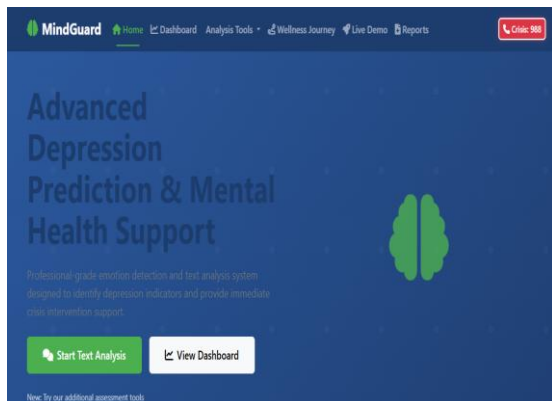 MindGuard Home Dashboard Analysis Tools Wellness Journey Live Demo Reports Crisis: 988
Advanced
Depression
Prediction & Mental
Health Support
Professional-grade emotion detection and text analysis system
designed to identify depression indicators and provide immediate
crisis intervention support.
Start Text Analysis View Dashboard
New: Try our additional assessment tools